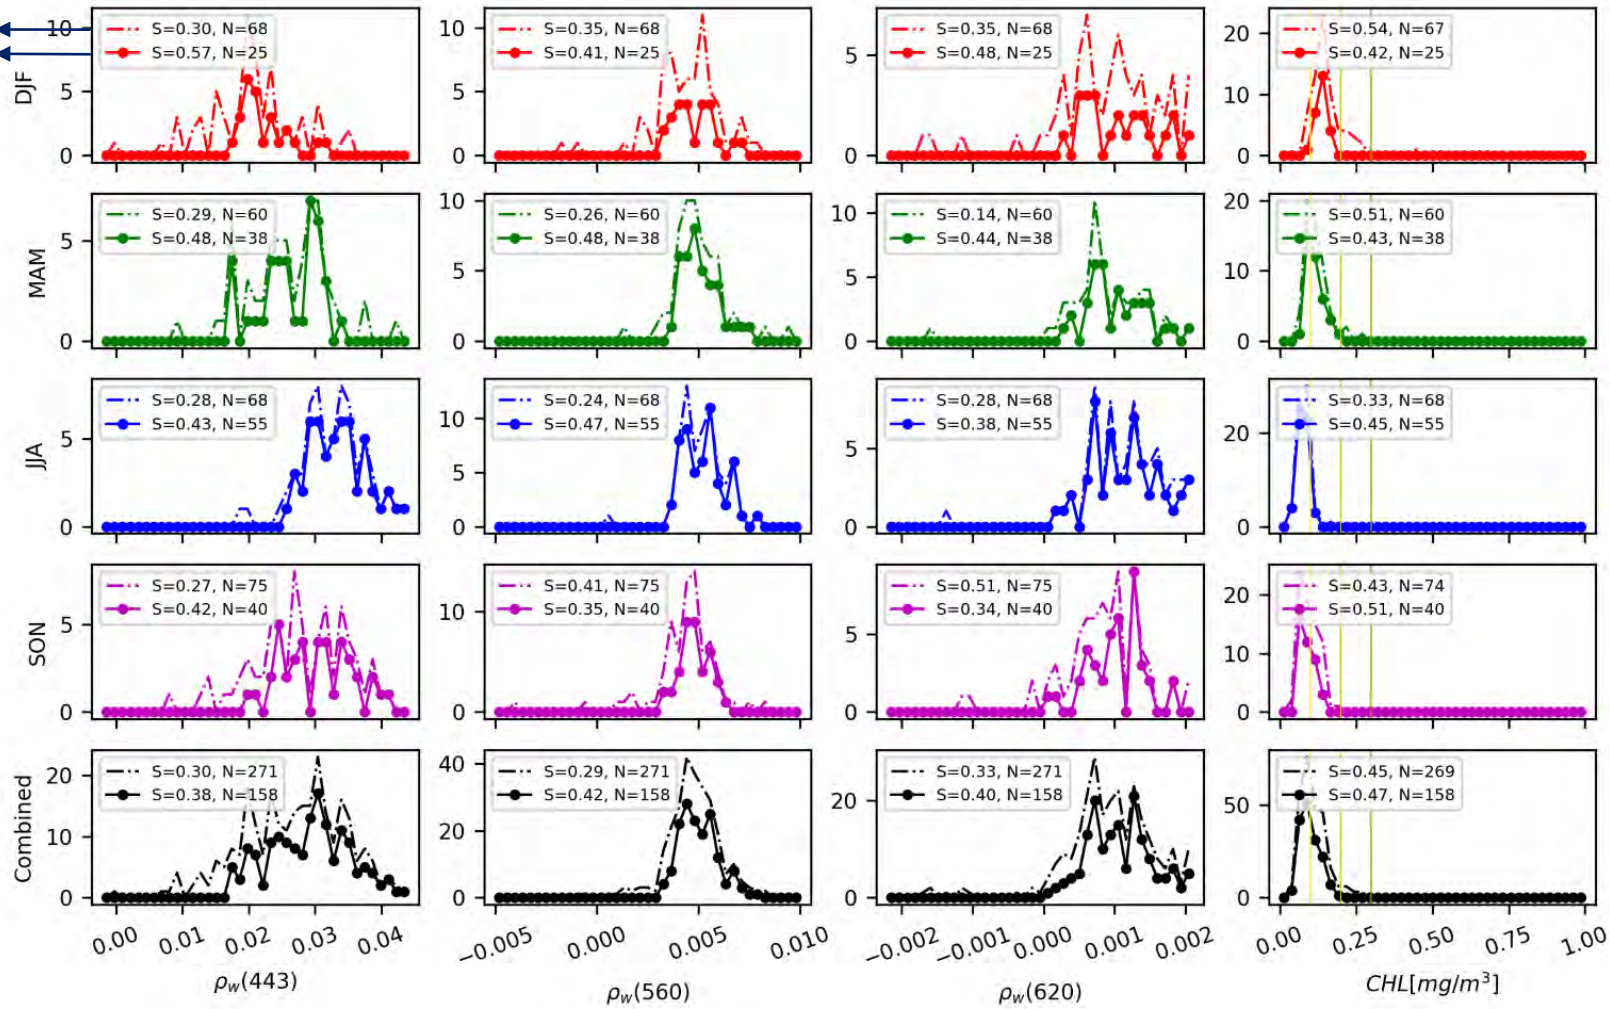 DJF
10
5
0
S=0.30, N=68
S=0.57, N=25
10
5
0
S=0.35, N=68
S=0.41, N=25
5
0
S=0.35, N=68
S=0.48, N=25
20
10
0
S=0.54, N=67
S=0.42, N=25
MAM
5
0
S=0.29, N=60
S=0.48, N=38
10
5
0
S=0.26, N=60
S=0.48, N=38
10
5
0
S=0.14, N=60
S=0.44, N=38
20
10
0
S=0.51, N=60
S=0.43, N=38
JJA
5
0
S=0.28, N=68
S=0.43, N=55
10
5
0
S=0.24, N=68
S=0.47, N=55
5
0
S=0.28, N=68
S=0.38, N=55
20
0
S=0.33, N=68
S=0.45, N=55
SON
5
0
S=0.27, N=75
S=0.42, N=40
10
0
S=0.41, N=75
S=0.35, N=40
5
0
S=0.51, N=75
S=0.34, N=40
20
10
0
S=0.43, N=74
S=0.51, N=40
Combined
20
10
0
S=0.30, N=271
S=0.38, N=158
40
20
0
S=0.29, N=271
S=0.42, N=158
20
0
S=0.33, N=271
S=0.40, N=158
50
0
S=0.45, N=269
S=0.47, N=158
0.00 0.01 0.02 0.03 0.04
−0.005 0.000 0.005 0.010
−0.002 −0.001 0.000 0.001 0.002
0.00 0.25 0.50 0.75 1.00
ρw(443)
ρw(560)
ρw(620)
CHL[mg/m³]